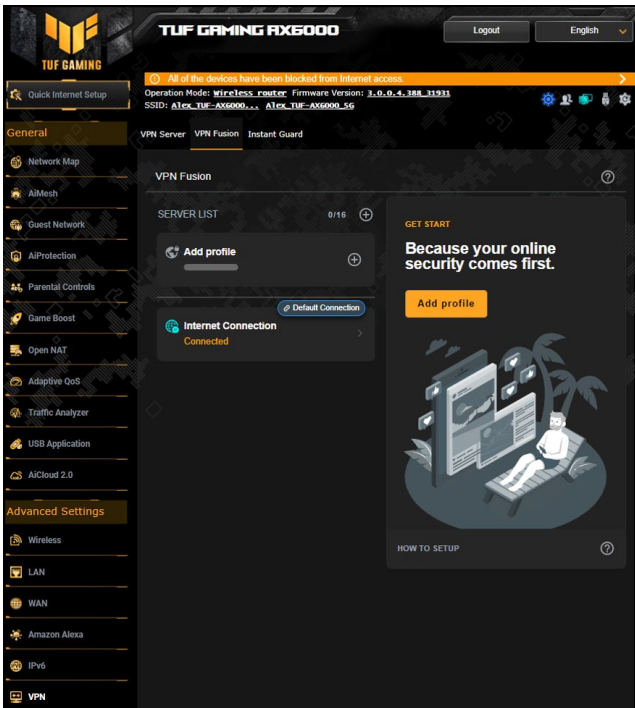 TUF GAMING
TUF GAMING AX6000
Logout
English
All of the devices have been blocked from Internet access.
Quick Internet Setup
Operation Mode: Wireless router Firmware Version: 3.0.0.4.388_31931
SSID: Alex_TUF-AX6000... Alex_TUF-AX6000_5G
General
Network Map
AiMesh
Guest Network
AiProtection
Parental Controls
Game Boost
Open NAT
Adaptive QoS
Traffic Analyzer
USB Application
AiCloud 2.0
Advanced Settings
Wireless
LAN
WAN
Amazon Alexa
IPv6
VPN
VPN Server VPN Fusion Instant Guard
VPN Fusion
SERVER LIST 0/16
Add profile
Default Connection
Internet Connection
Connected
GET START
Because your online
security comes first.
Add profile
HOW TO SETUP